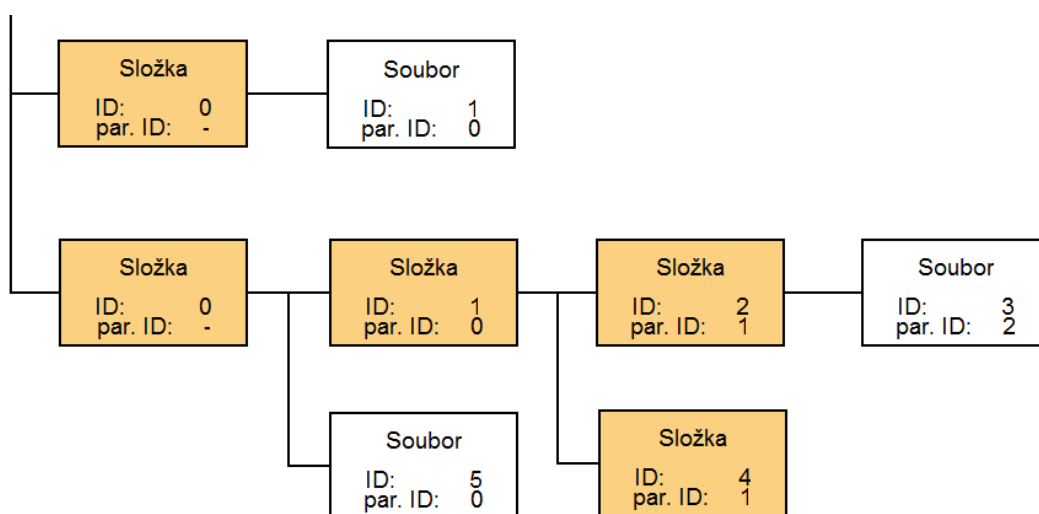 Složka
ID: 0
par. ID: -
Soubor
ID: 1
par. ID: 0
Složka
ID: 0
par. ID: -
Složka
ID: 1
par. ID: 0
Složka
ID: 2
par. ID: 1
Soubor
ID: 3
par. ID: 2
Soubor
ID: 5
par. ID: 0
Složka
ID: 4
par. ID: 1